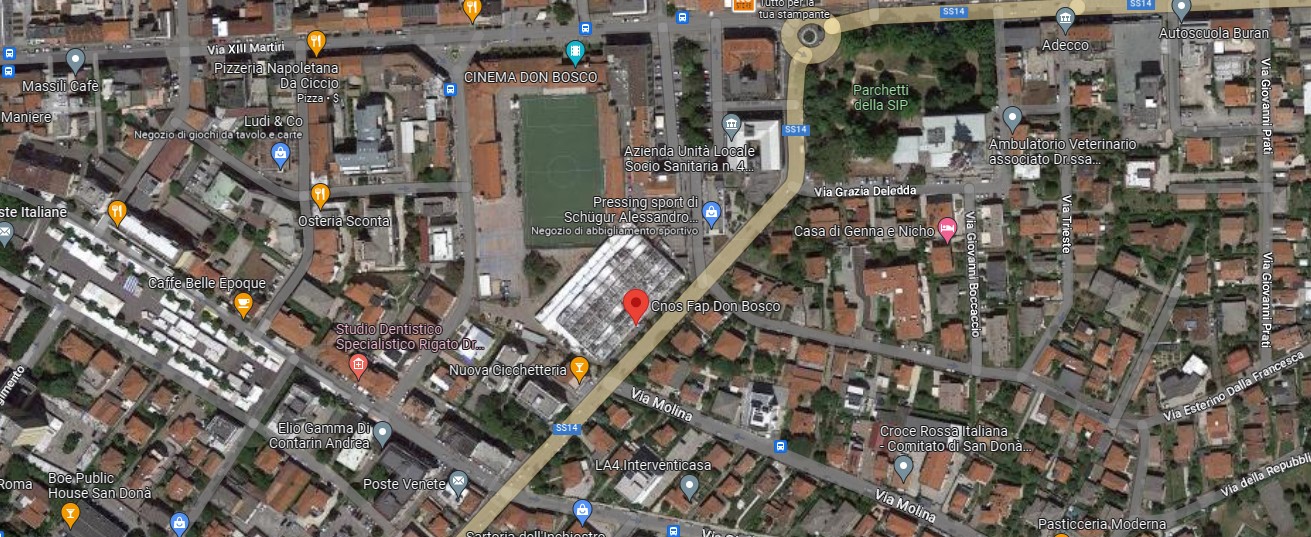 Tutto per la
tua stampante
SS14
SS14
Via XIII Martiri
Massili Cafè
Pizzeria Napoletana
Da Ciccio
Pizza • $
CINEMA DON BOSCO
Adecco
Autoscuola Buran
Maniere
Ludi & Co
Negozio di giochi da tavolo e carte
Parchetti
della SIP
SS14
Via Giovanni Prati
Azienda Unità Locale
Socio Sanitaria n. 4...
Ambulatorio Veterinario
associato Dr.ssa...
Via Grazia Deledda
ste Italiane
Osteria Sconta
Pressing sport di
Schügur Alessandro...
Negozio di abbigliamento sportivo
Casa di Genna e Nicho
Via Giovanni Boccaccio
Via Trieste
Via Giovanni Prati
Caffe Belle Epoque
Cnos Fap Don Bosco
Studio Dentistico
Specialistico Rigato Dr...
Nuova Cicchetteria
Via Molina
Via Esterino Dalla Francesca
SS14
Elio Gamma Di
Contarin Andrea
Croce Rossa Italiana
- Comitato di San Donà...
LA4.Interventicasa
Poste Venete
Boe Public
House San Donà
Roma
Via Molina
Via della Repubbli
Pasticceria Moderna
Sartoria dell'Inchiostro